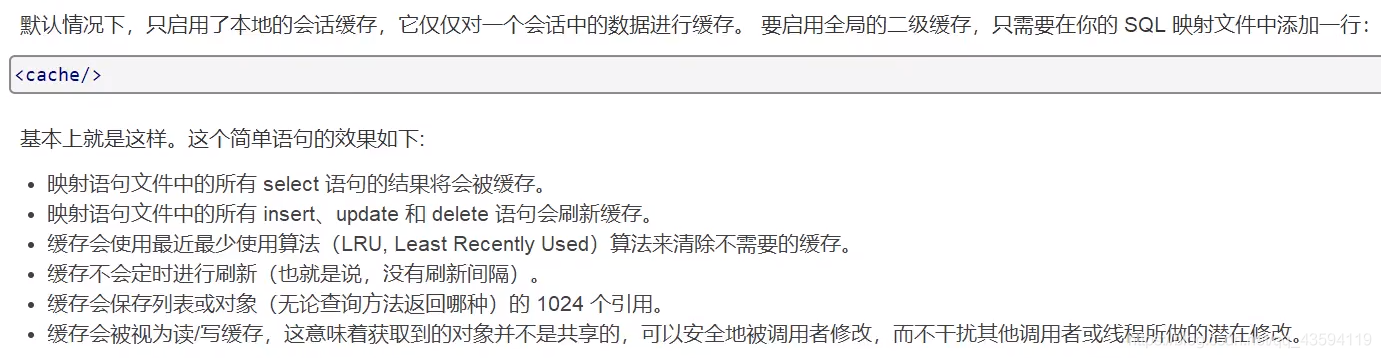 默认情况下，只启用了本地的会话缓存，它仅仅对一个会话中的数据进行缓存。 要启用全局的二级缓存，只需要在你的 SQL 映射文件中添加一行：
<cache/>
基本上就是这样。这个简单语句的效果如下:
• 映射语句文件中的所有 select 语句的结果将会被缓存。
• 映射语句文件中的所有 insert、update 和 delete 语句会刷新缓存。
• 缓存会使用最近最少使用算法（LRU, Least Recently Used）算法来清除不需要的缓存。
• 缓存不会定时进行刷新（也就是说，没有刷新间隔）。
• 缓存会保存列表或对象（无论查询方法返回哪种）的 1024 个引用。
• 缓存会被视为读/写缓存，这意味着获取到的对象并不是共享的，可以安全地被调用者修改，而不干扰其他调用者或线程所做的潜在修改。